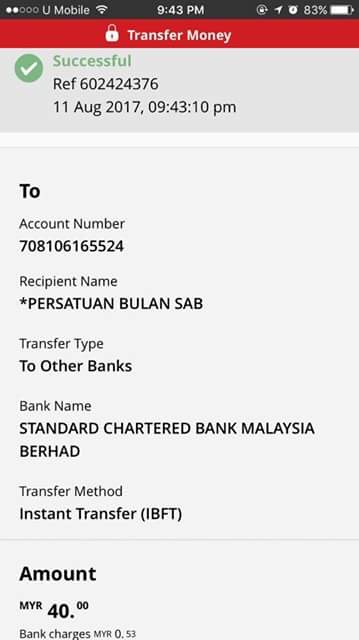 U Mobile 9:43 PM 83%
Transfer Money
Successful
Ref 602424376
11 Aug 2017, 09:43:10 pm
To
Account Number
708106165524
Recipient Name
*PERSATUAN BULAN SAB
Transfer Type
To Other Banks
Bank Name
STANDARD CHARTERED BANK MALAYSIA
BERHAD
Transfer Method
Instant Transfer (IBFT)
Amount
MYR 40.00
Bank charges MYR 0.53